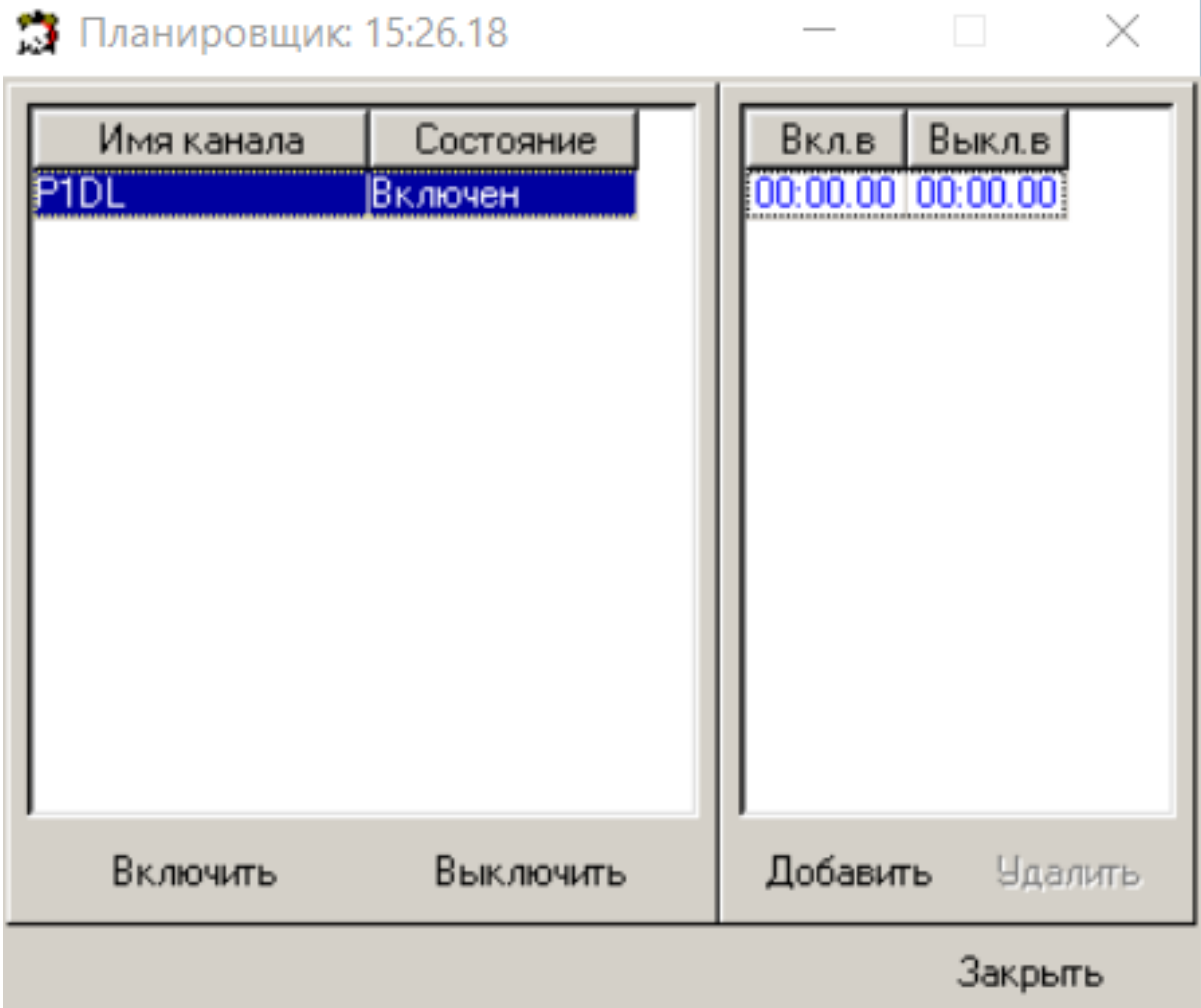 Планировщик: 15:26.18
Имя канала Состояние Вкл.в Выкл.в
P1DL Включен 00:00.00 00:00.00
Включить Выключить Добавить Удалить
Закрыть